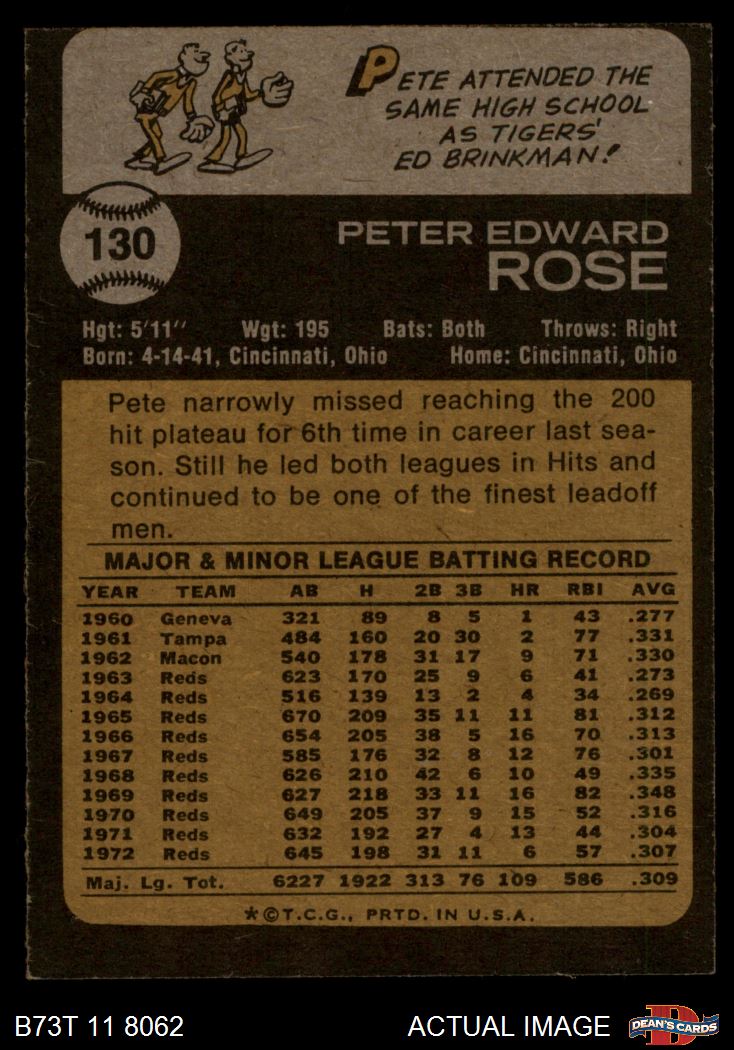 PETE ATTENDED THE
SAME HIGH SCHOOL
AS TIGERS'
ED BRINKMAN!
130
PETER EDWARD
ROSE
Hgt: 5'11" Wgt: 195 Bats: Both Throws: Right
Born: 4-14-41, Cincinnati, Ohio Home: Cincinnati, Ohio
Pete narrowly missed reaching the 200
hit plateau for 6th time in career last sea-
son. Still he led both leagues in Hits and
continued to be one of the finest leadoff
men.
MAJOR & MINOR LEAGUE BATTING RECORD
YEAR TEAM AB H 2B 3B HR RBI AVG
1960 Geneva 321 89 8 5 1 43 .277
1961 Tampa 484 160 20 30 2 77 .331
1962 Macon 540 178 31 17 9 71 .330
1963 Reds 623 170 25 9 6 41 .273
1964 Reds 516 139 13 2 4 34 .269
1965 Reds 670 209 35 11 11 81 .312
1966 Reds 654 205 38 5 16 70 .313
1967 Reds 585 176 32 8 12 76 .301
1968 Reds 626 210 42 6 10 49 .335
1969 Reds 627 218 33 11 16 82 .348
1970 Reds 649 205 37 9 15 52 .316
1971 Reds 632 192 27 4 13 44 .304
1972 Reds 645 198 31 11 6 57 .307
Maj. Lg. Tot. 6227 1922 313 76 109 586 .309
*©T.C.G., PRTD. IN U.S.A.
B73T 11 8062 ACTUAL IMAGE DEAN'S CARDS